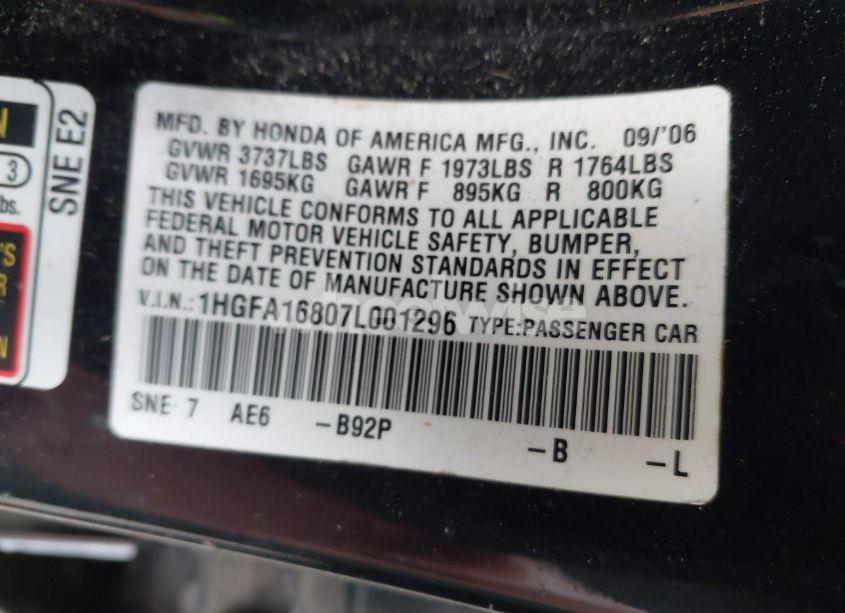 MFD. BY HONDA OF AMERICA MFG., INC. 09/'06
GVWR 3737LBS GAWR F 1973LBS R 1764LBS
GVWR 1695KG GAWR F 895KG R 800KG
THIS VEHICLE CONFORMS TO ALL APPLICABLE
FEDERAL MOTOR VEHICLE SAFETY, BUMPER,
AND THEFT PREVENTION STANDARDS IN EFFECT
ON THE DATE OF MANUFACTURE SHOWN ABOVE.
V.I.N.: 1HGFA16807L001296 TYPE:PASSENGER CAR
SNE 7 AE6 -B92P -B -L
SNE E2
N
3
bs.
'S
R
N